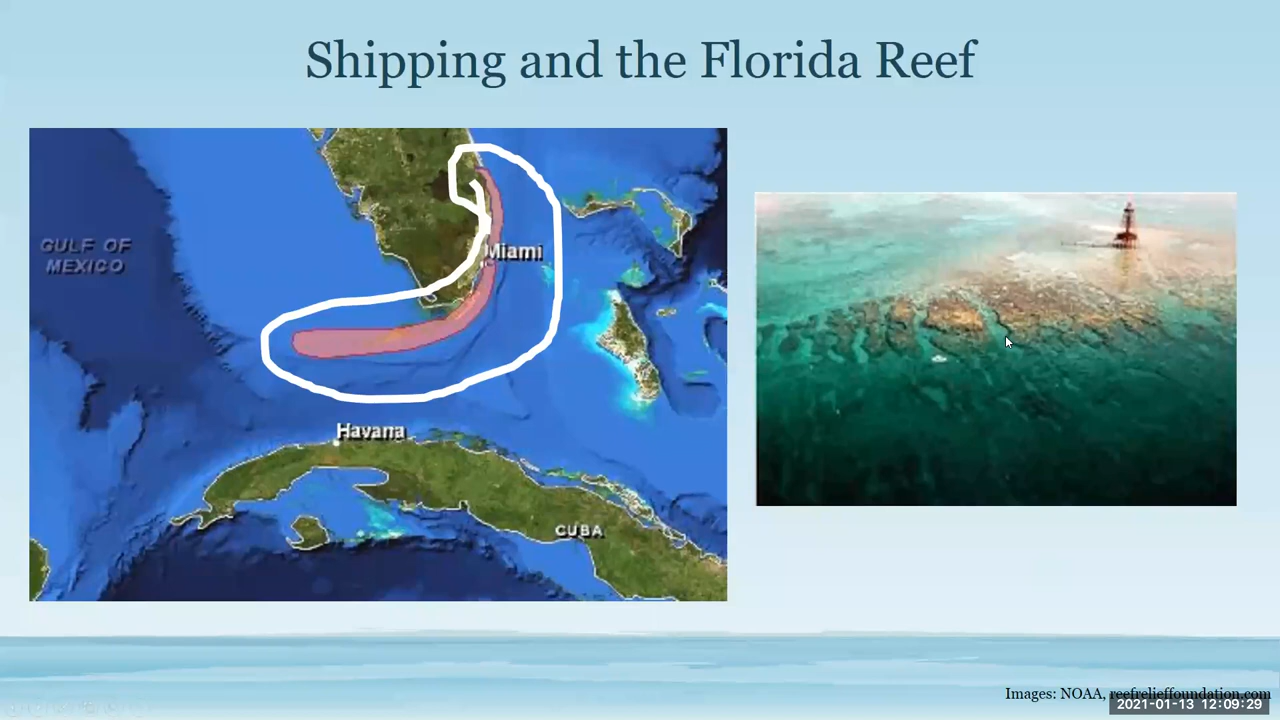 Shipping and the Florida Reef
GULF OF
MEXICO
Miami
Havana
CUBA
Images: NOAA, reefrelieffoundation.com
2021-01-13 12:09:29